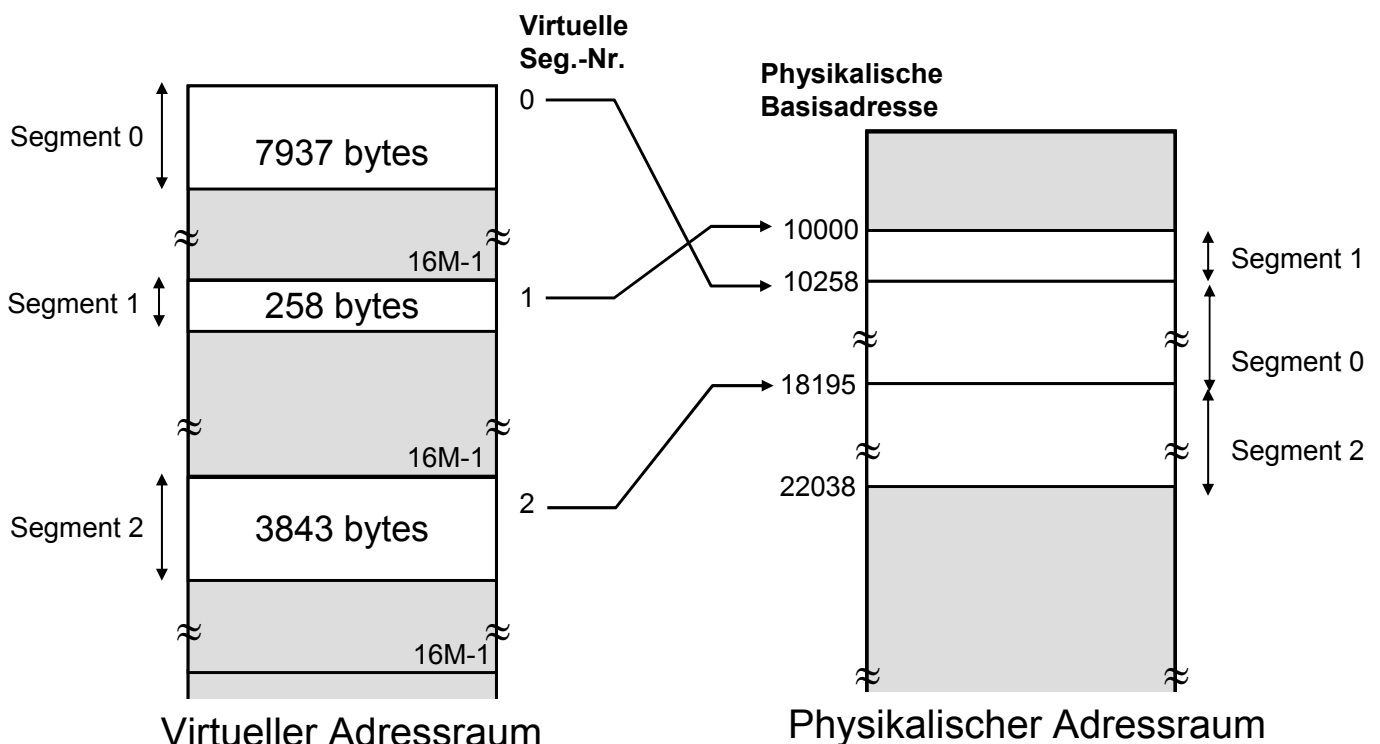 Virtuelle
Seg.-Nr.
Physikalische
Basisadresse
Segment 0
7937 bytes
0
16M-1
Segment 1
258 bytes
1
16M-1
Segment 2
3843 bytes
2
16M-1
10000
10258
18195
22038
Segment 1
Segment 0
Segment 2
Virtueller Adressraum
Physikalischer Adressraum